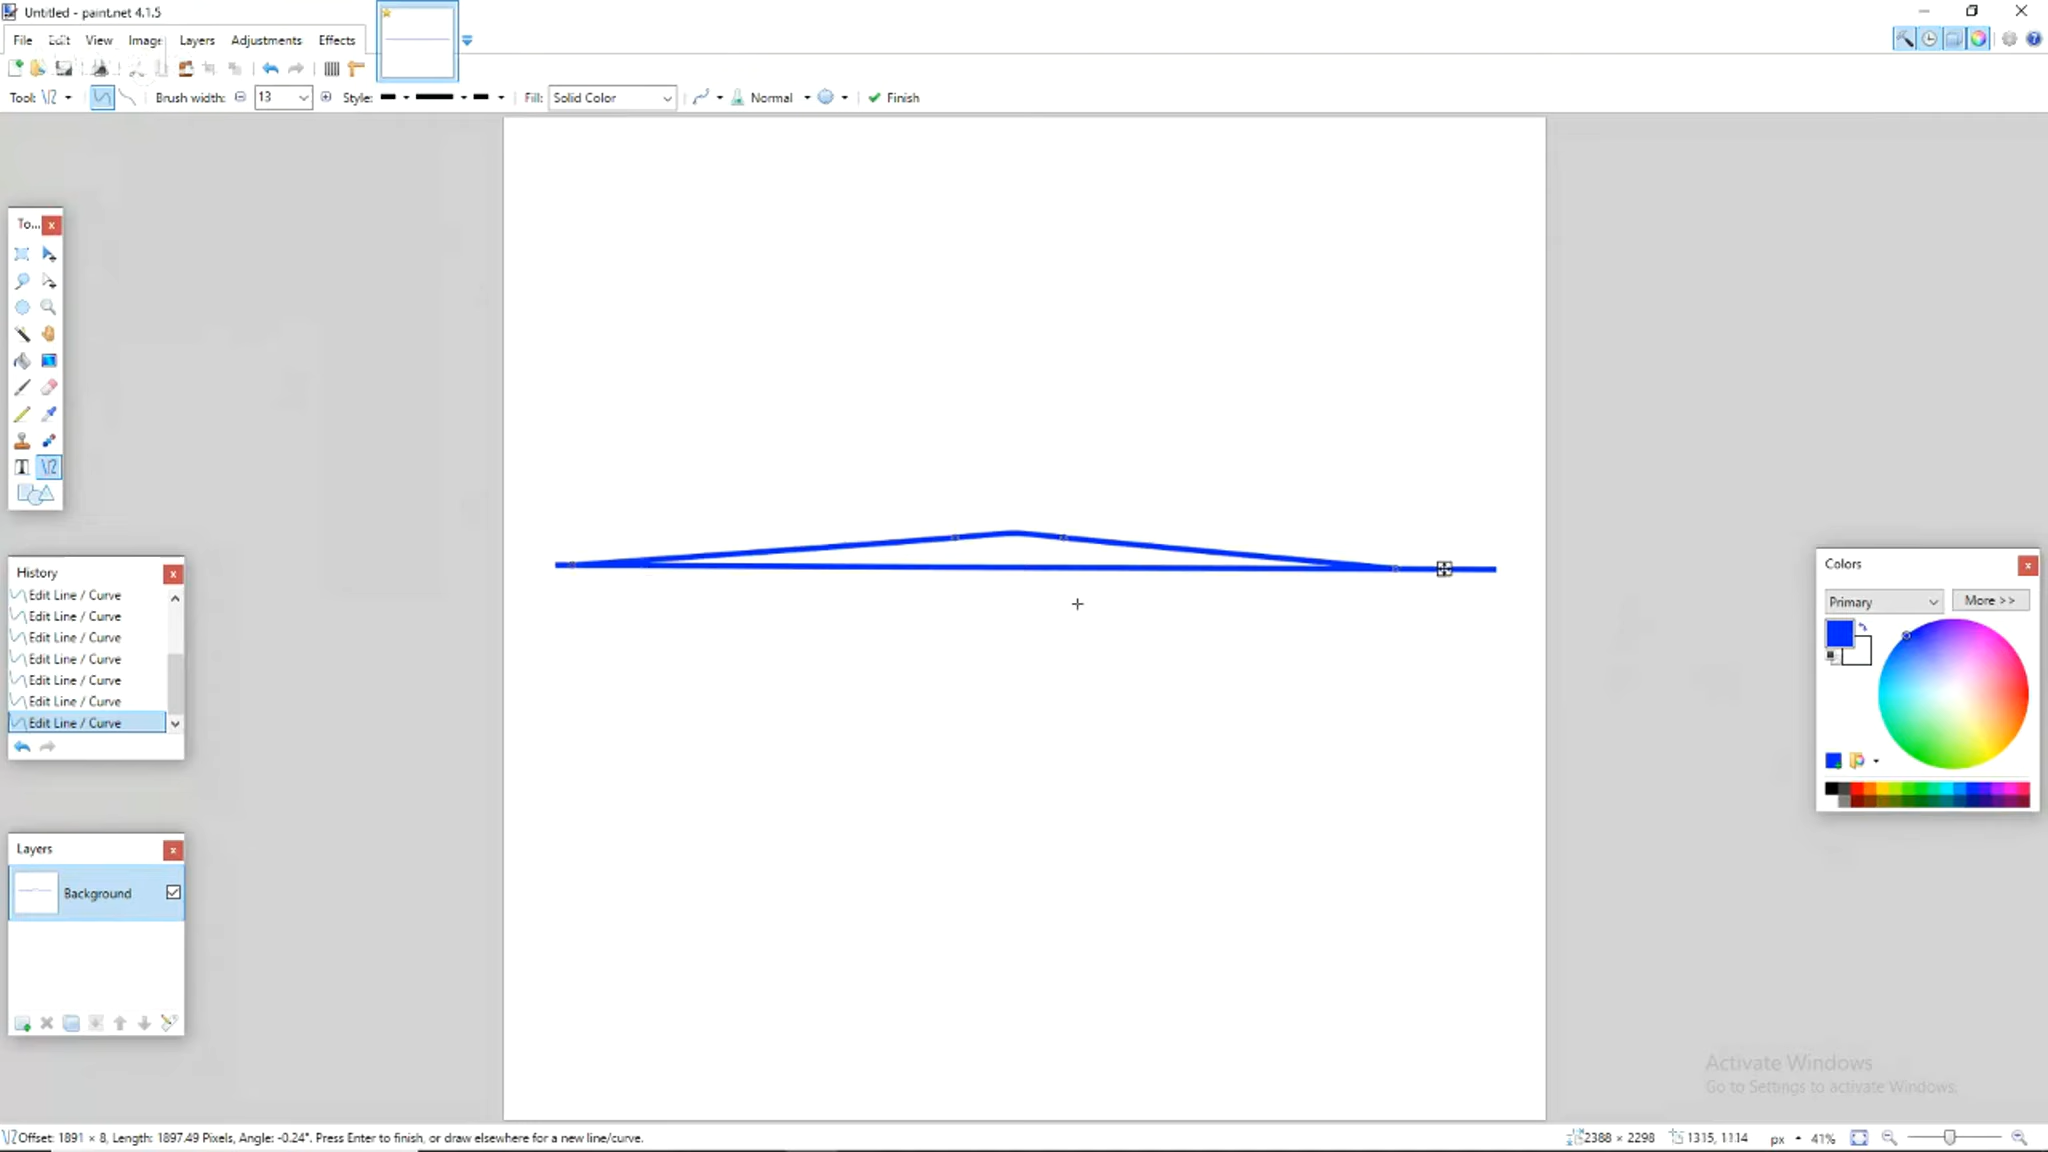 Untitled - paint.net 4.1.5
File Edit View Image Layers Adjustments Effects
Tool: Brush width: 13 Style: Fill: Solid Color Normal Finish
To...
History
Edit Line / Curve
Edit Line / Curve
Edit Line / Curve
Edit Line / Curve
Edit Line / Curve
Edit Line / Curve
Edit Line / Curve
Colors
Primary More >>
Layers
Background
Activate Windows
Go to Settings to activate Windows.
Offset: 1891 × 8, Length: 1897.49 Pixels, Angle: -0.24°. Press Enter to finish, or draw elsewhere for a new line/curve. 2388 × 2298 1315, 1114 px 41%